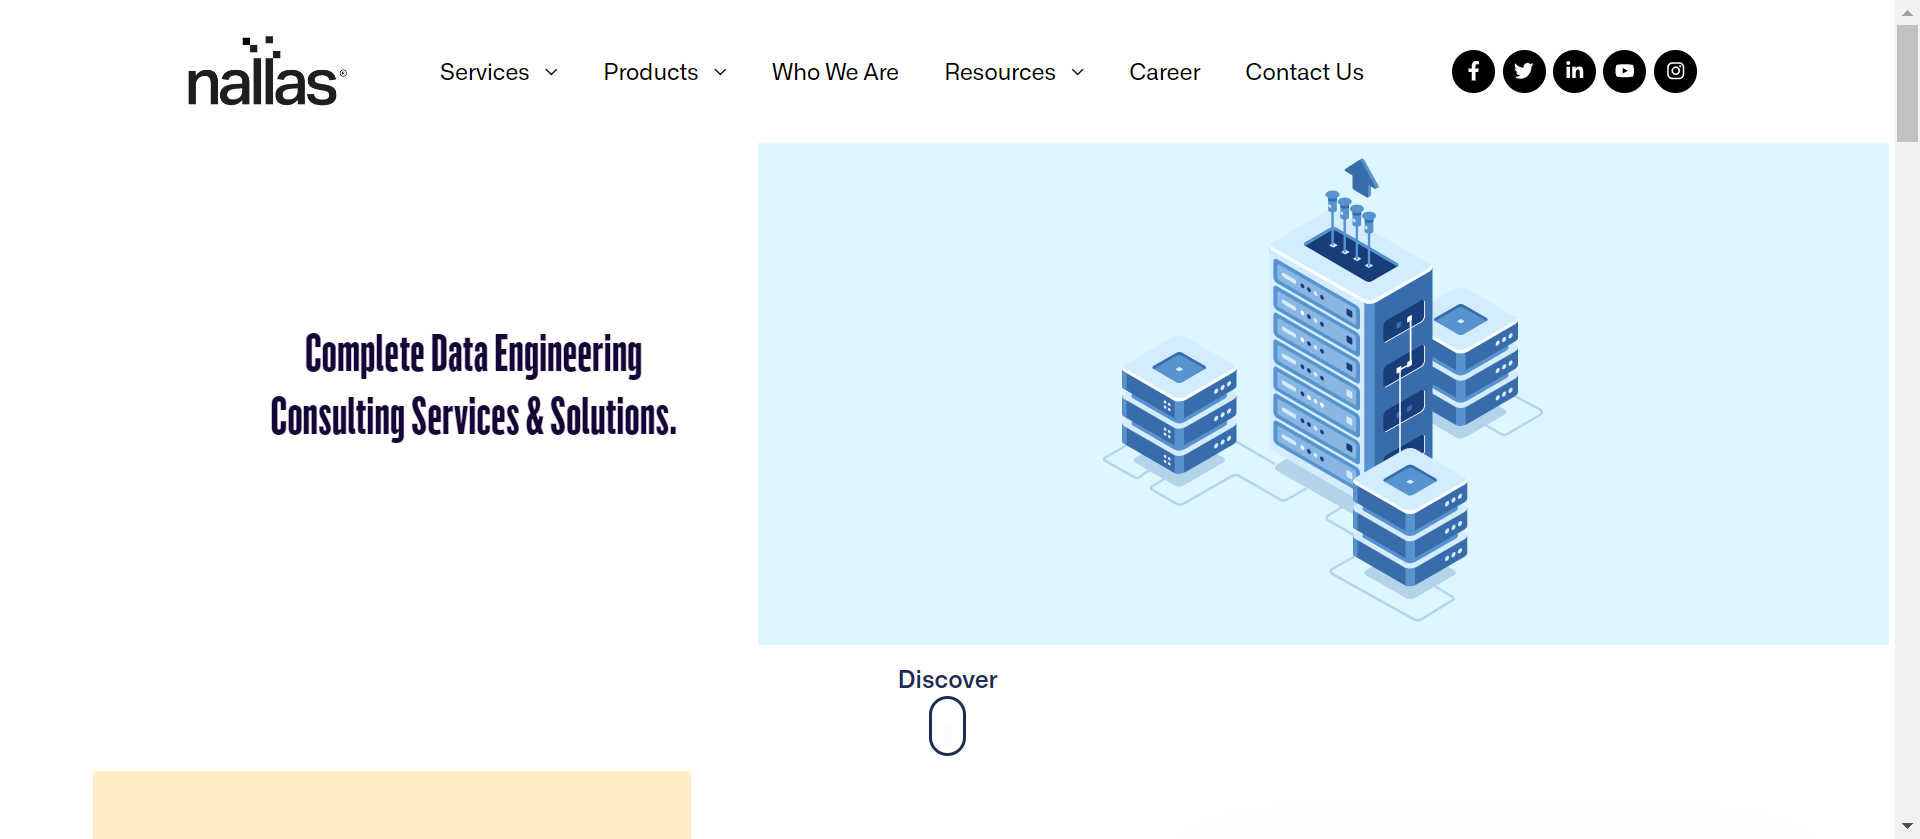 nallas®
Services
Products
Who We Are
Resources
Career
Contact Us
Complete Data Engineering
Consulting Services & Solutions.
Discover